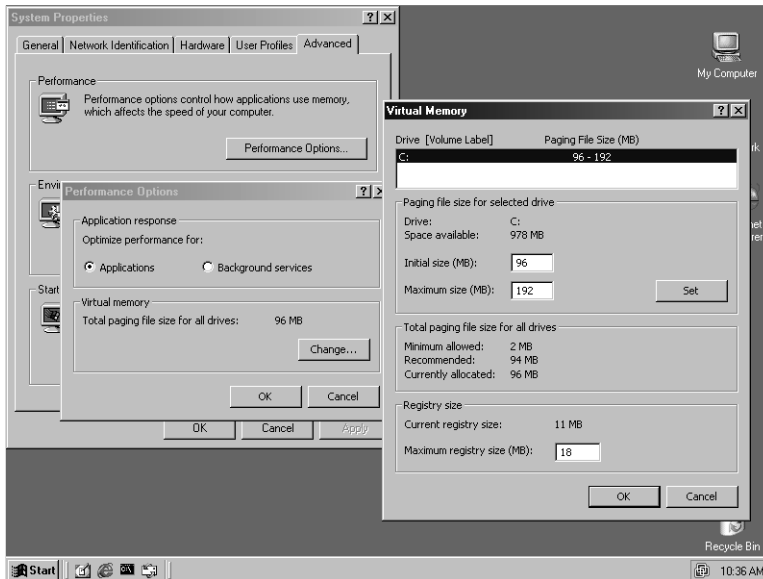 System Properties
General Network Identification Hardware User Profiles Advanced
Performance
Performance options control how applications use memory,
which affects the speed of your computer.
Performance Options...
Envi
Start
OK Cancel Apply
Performance Options
Application response
Optimize performance for:
Applications Background services
Virtual memory
Total paging file size for all drives: 96 MB
Change...
OK Cancel
Virtual Memory
Drive [Volume Label] Paging File Size (MB)
C: 96 - 192
Paging file size for selected drive
Drive: C:
Space available: 978 MB
Initial size (MB): 96
Maximum size (MB): 192
Set
Total paging file size for all drives
Minimum allowed: 2 MB
Recommended: 94 MB
Currently allocated: 96 MB
Registry size
Current registry size: 11 MB
Maximum registry size (MB): 18
OK Cancel
My Computer
rk
net
rer
Recycle Bin
Start
10:36 AM